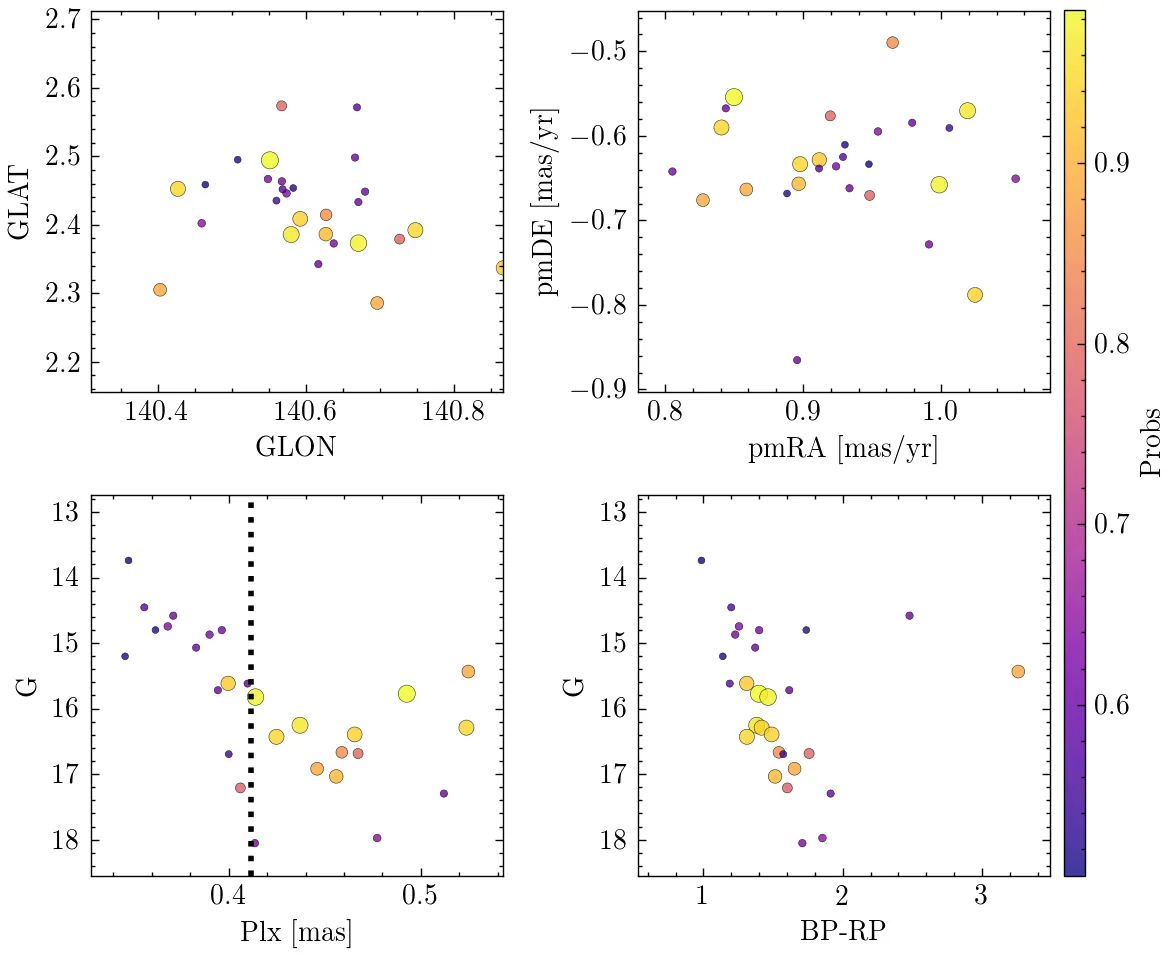 2.7
2.6
2.5
2.4
2.3
2.2
GLAT
140.4 140.6 140.8
GLON
−0.5
−0.6
−0.7
−0.8
−0.9
pmDE [mas/yr]
0.8 0.9 1.0
pmRA [mas/yr]
13
14
15
16
17
18
G
0.4 0.5
Plx [mas]
13
14
15
16
17
18
G
1 2 3
BP-RP
0.9
0.8
0.7
0.6
Probs